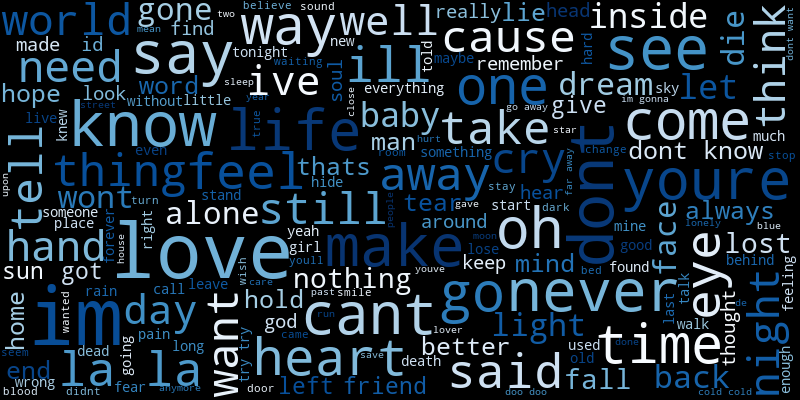 world
gone
two
way
believe
sound
well
really
lie
head
inside
die
dont want
made
id
find
say
tonight
new
told
cause
hard
see
think
need
ive
waiting
ill
maybe
remember
hope
look
word
mean
sleep
soul
everything
one
dream
sky
let
without
little
close
go away
im gonna
live
knew
know
street
year
true
life
baby
man
take
star
give
come
much
tell
even
room
hurt
something
cry
change
far away
dont
dont know
stop
thing
feel
thats
hide
away
stay
hear
youre
upon
wont
turn
stand
still
people
tear
gave
start
dark
mine
face
lonely
always
someone
place
forever
right
alone
yeah
girl
around
oh
good
blue
hand
house
love
youll
moon
make
lose
youve
bed
found
last
talk
eye
behind
lost
sun
got
wish
care
nothing
keep
mind
go
never
feeling
home
wanted
im
rain
call
leave
day
want
past
smile
hold
run
cant
lover
light
time
walk
thought
de
night
seem
dead
pain
long
try try
god
came
heart
save
death
better
used
old
done
end
wrong
blood
la la
didnt
going
fear
anymore
door
left
friend
said
doo doo
fall
back
cold cold
enough